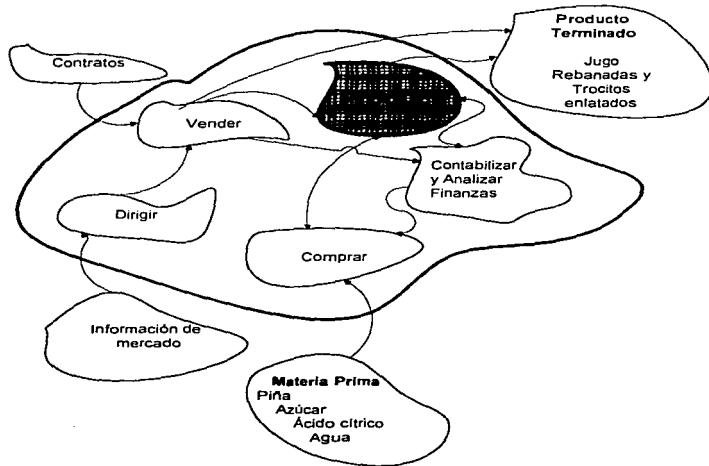 Producto
Terminado
Jugo
Rebanadas y
Trocitos
enlatados
Contratos
Vender
Contabilizar
y Analizar
Finanzas
Dirigir
Comprar
Información de
mercado
Materia Prima
Piña
Azúcar
Ácido cítrico
Agua